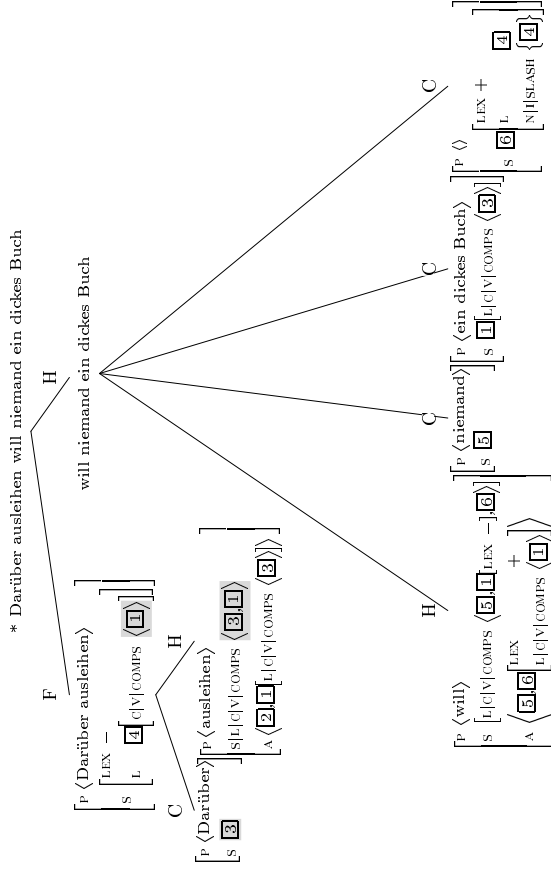 * Darüber ausleihen will niemand ein dickes Buch
F H
P ⟨Darüber ausleihen⟩
S [LEX −
L 4 [C|V|COMPS ⟨1⟩]]
will niemand ein dickes Buch
C H
P ⟨Darüber⟩
S 3
P ⟨ausleihen⟩
S|L|C|V|COMPS ⟨3,1⟩
A ⟨2,1[L|C|V|COMPS ⟨3⟩]⟩
H C C C
P ⟨will⟩
S [L|C|V|COMPS ⟨5,1[LEX −],6⟩]
A ⟨5,6[LEX +
L|C|V|COMPS ⟨1⟩]⟩
P ⟨niemand⟩
S 5
P ⟨ein dickes Buch⟩
S 1[L|C|V|COMPS ⟨3⟩]
P ⟨⟩
S 6[LEX +
L 4
N|I|SLASH {4}]